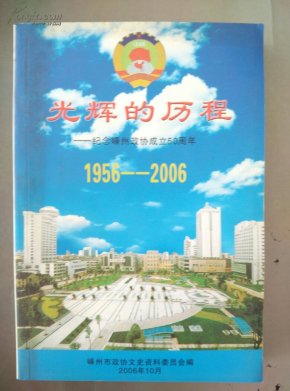 光辉的历程
——纪念嵊州政协成立50周年
1956——2006
嵊州市政协文史资料委员会编
2006年10月